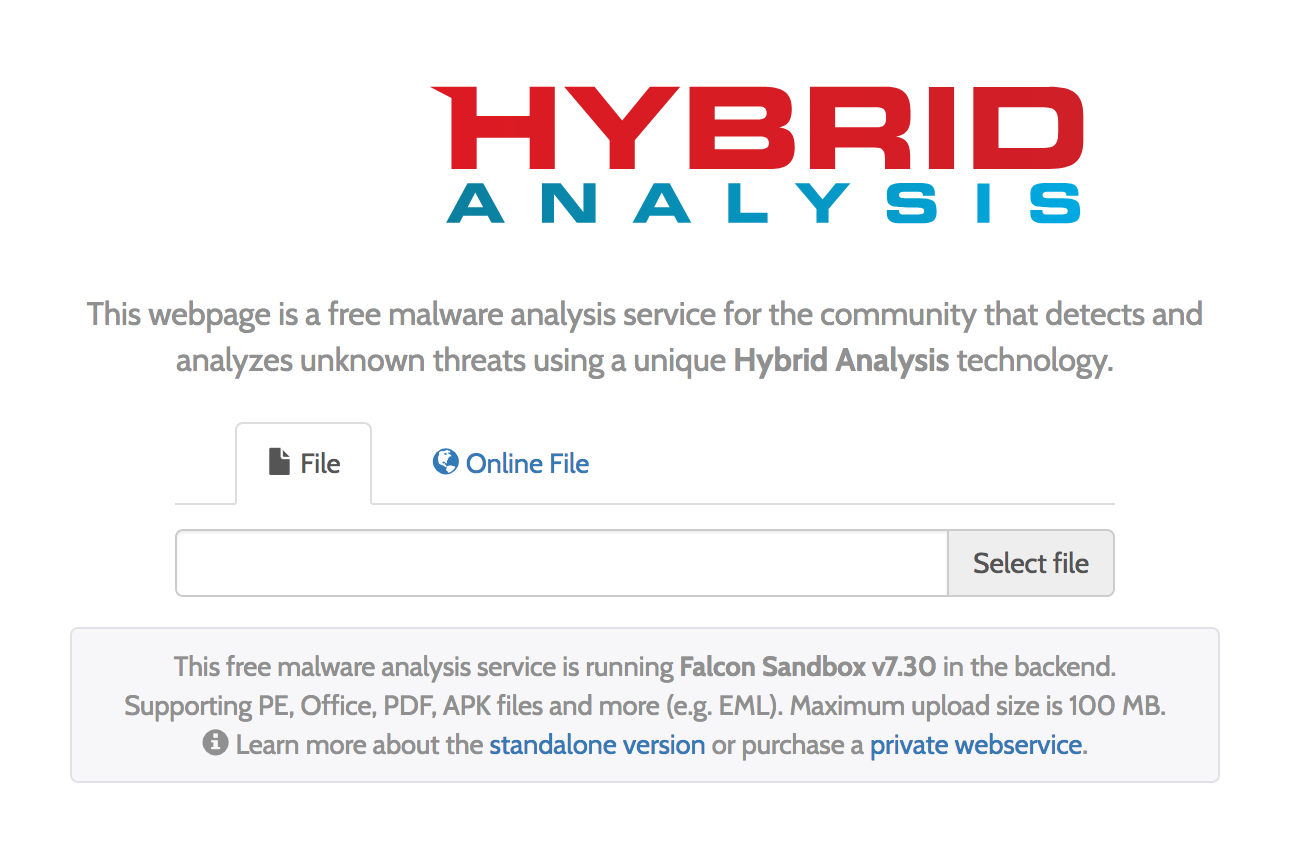 HYBRID
ANALYSIS
This webpage is a free malware analysis service for the community that detects and
analyzes unknown threats using a unique Hybrid Analysis technology.
File
Online File
Select file
This free malware analysis service is running Falcon Sandbox v7.30 in the backend.
Supporting PE, Office, PDF, APK files and more (e.g. EML). Maximum upload size is 100 MB.
Learn more about the standalone version or purchase a private webservice.